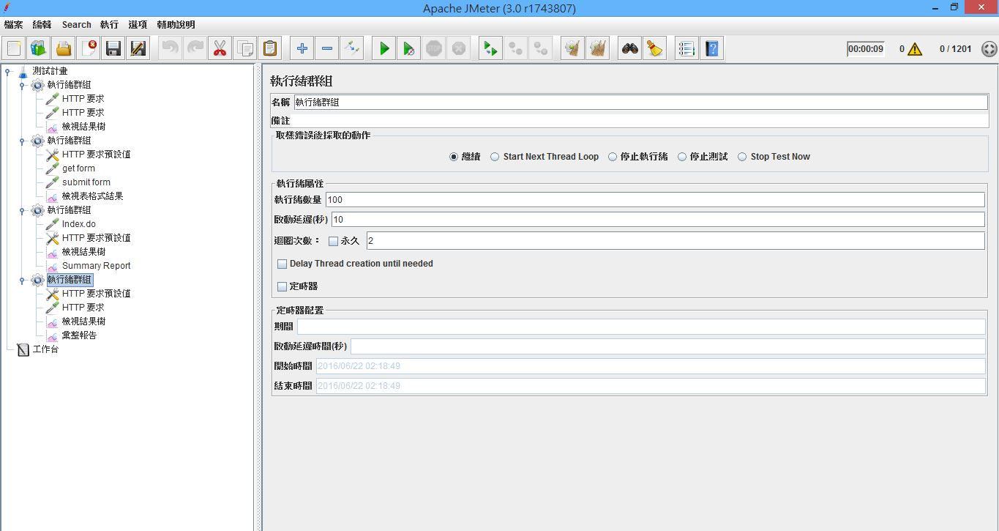 Apache JMeter (3.0 r1743807)
檔案 編輯 Search 執行 選項 輔助說明
STOP
00:00:09 0 0 / 1201
測試計畫
執行緒群組
HTTP 要求
HTTP 要求
檢視結果樹
執行緒群組
HTTP 要求預設值
get form
submit form
檢視表格式結果
執行緒群組
Index.do
HTTP 要求預設值
檢視結果樹
Summary Report
執行緒群組
HTTP 要求預設值
HTTP 要求
檢視結果樹
彙整報告
工作台
執行緒群組
名稱 執行緒群組
備註
取樣錯誤後採取的動作
繼續 Start Next Thread Loop 停止執行緒 停止測試 Stop Test Now
執行緒屬性
執行緒數量 100
啟動延遲(秒) 10
迴圈次數： 永久 2
Delay Thread creation until needed
定時器
定時器配置
期間
啟動延遲時間(秒)
開始時間 2016/06/22 02:18:49
結束時間 2016/06/22 02:18:49